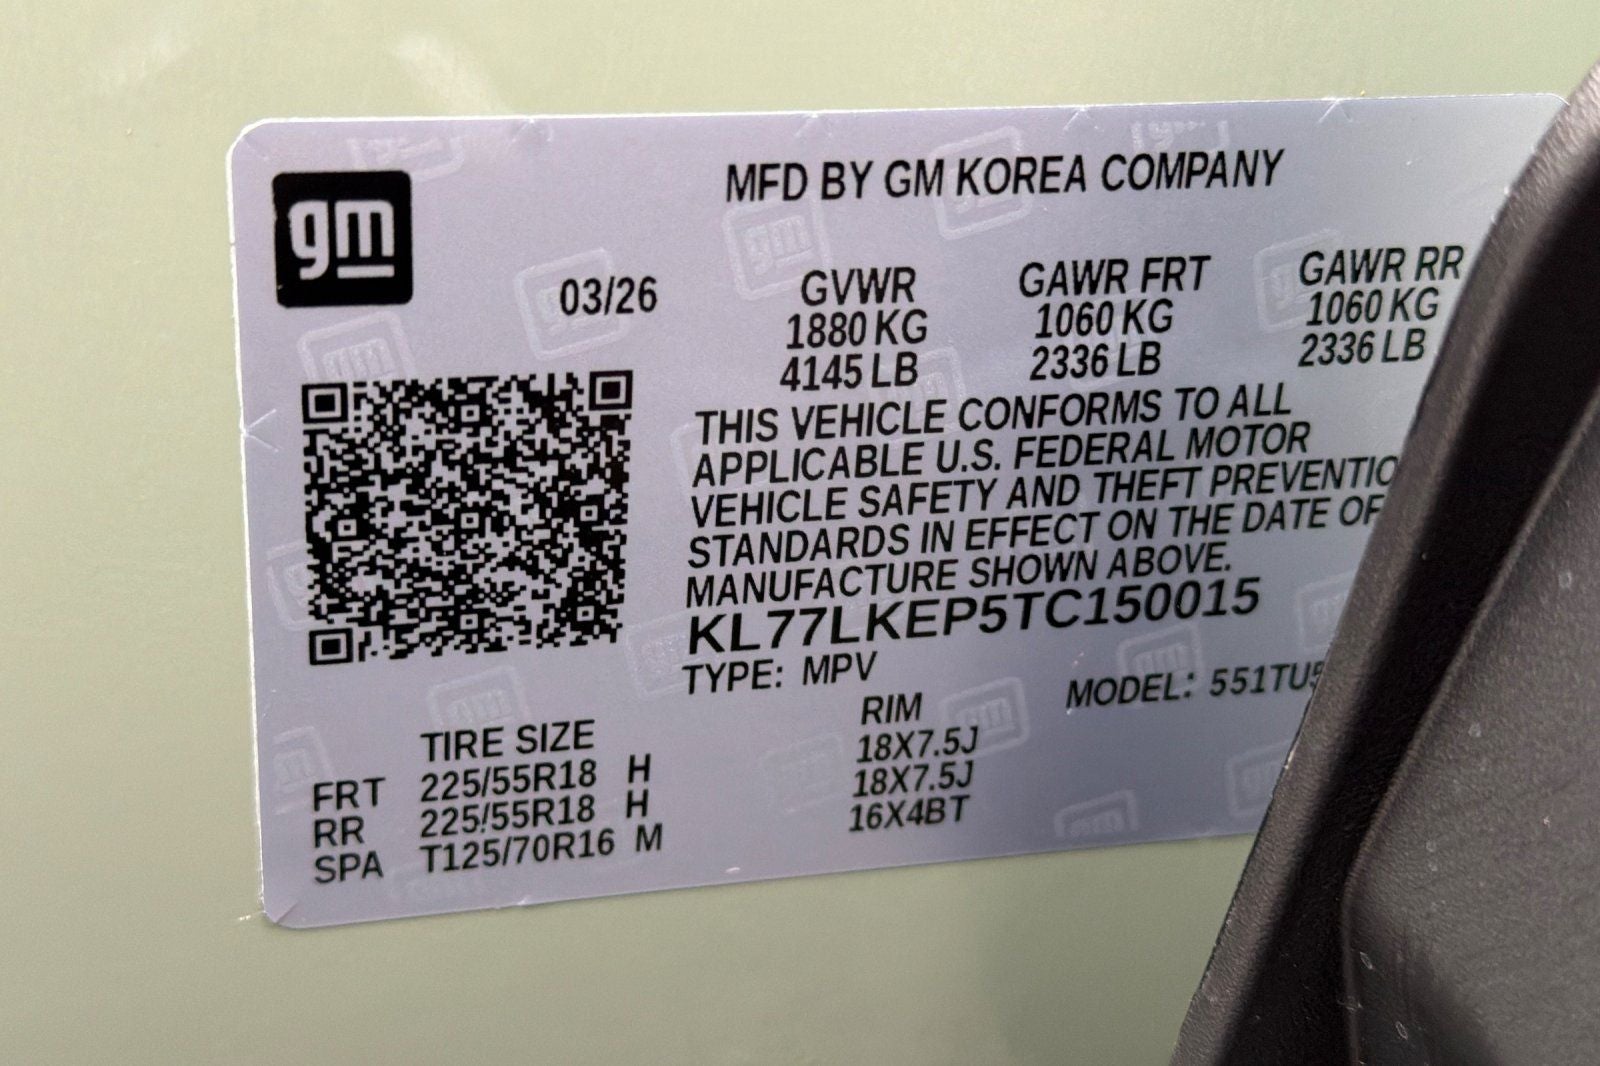 gm
MFD BY GM KOREA COMPANY
03/26
GVWR GAWR FRT GAWR RR
1880 KG 1060 KG 1060 KG
4145 LB 2336 LB 2336 LB
THIS VEHICLE CONFORMS TO ALL
APPLICABLE U.S. FEDERAL MOTOR
VEHICLE SAFETY AND THEFT
STANDARDS IN EFFECT ON THE DATE OF
MANUFACTURE SHOWN ABOVE.
KL77LKEP5TC150015
TYPE: MPV MODEL:
TIRE SIZE RIM
FRT 225/55R18 H 18X7.5J
RR 225/55R18 H 18X7.5J
SPA T125/70R16 M 16X4BT